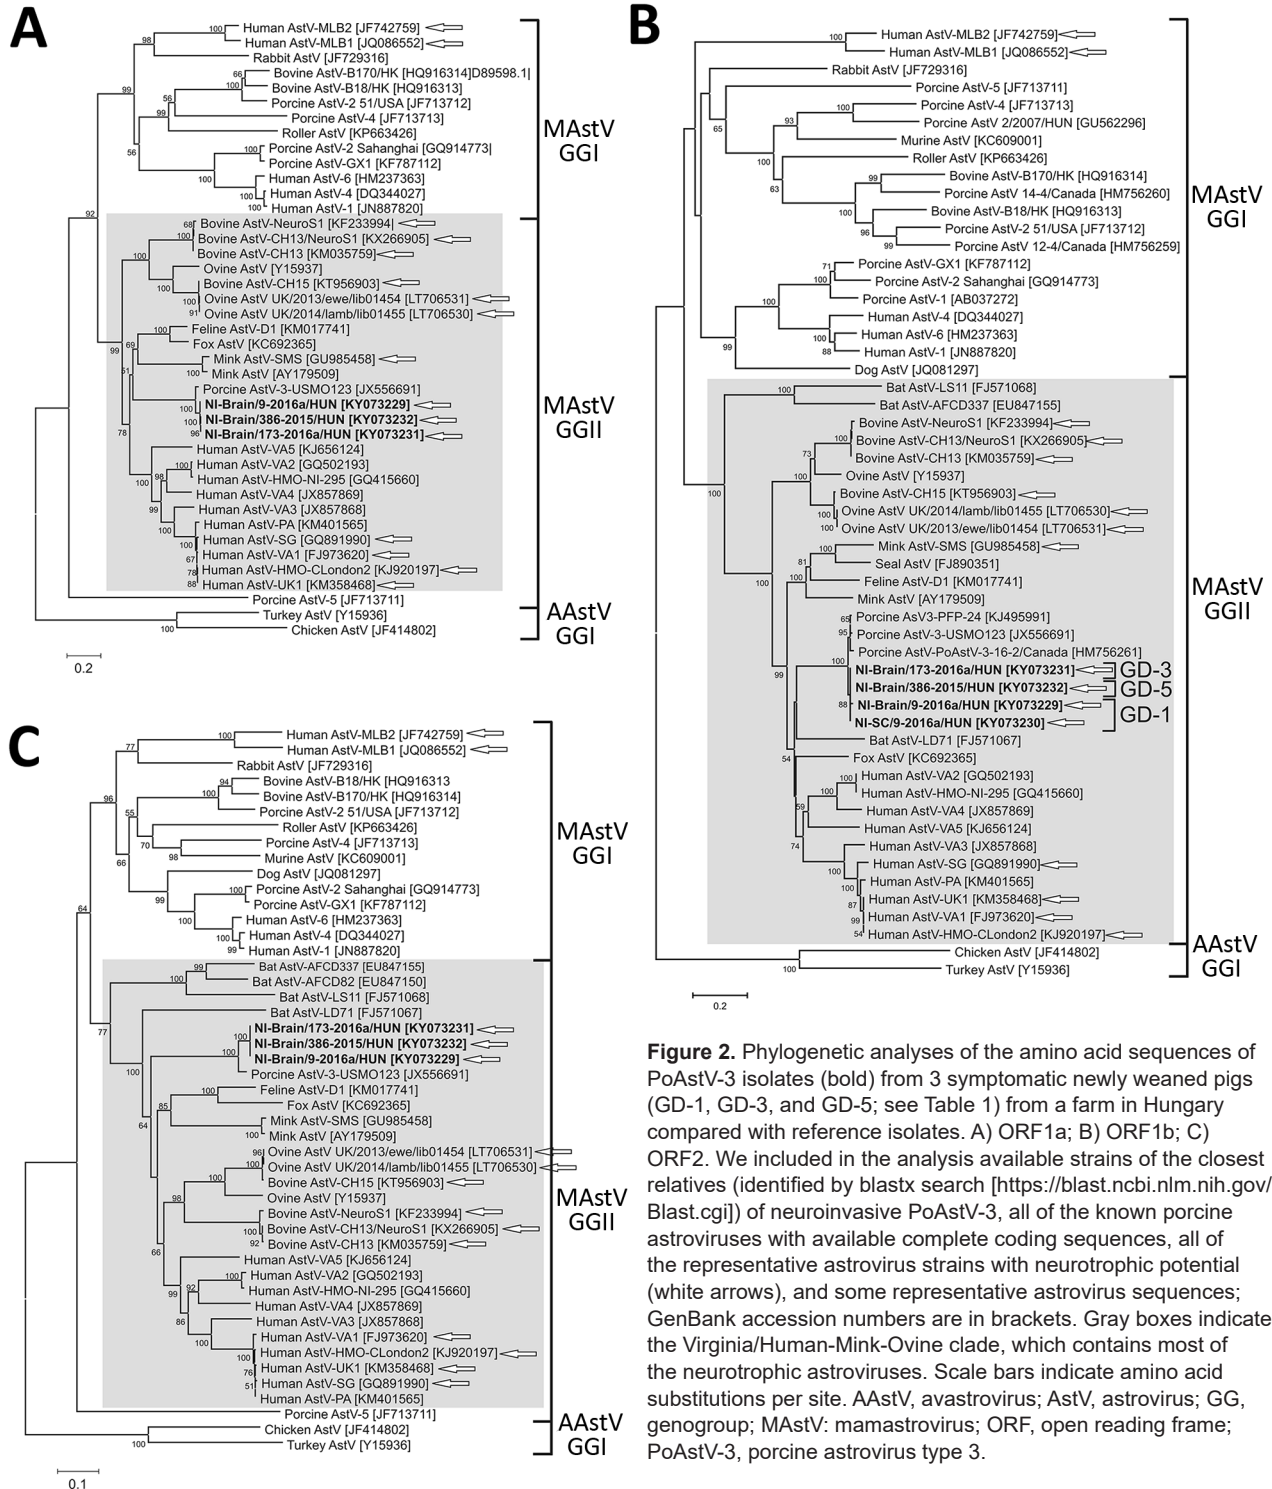 A
Human AstV-MLB2 [JF742759]
Human AstV-MLB1 [JQ086552]
Rabbit AstV [JF729316]
Bovine AstV-B170/HK [HQ916314]D89598.1|
Bovine AstV-B18/HK [HQ916313]
Porcine AstV-2 51/USA [JF713712]
Porcine AstV-4 [JF713713]
Roller AstV [KP663426]
Porcine AstV-2 Sahanghai [GQ914773|
Porcine AstV-GX1 [KF787112]
Human AstV-6 [HM237363]
Human AstV-4 [DQ344027]
Human AstV-1 [JN887820]
Bovine AstV-NeuroS1 [KF233994]
Bovine AstV-CH13/NeuroS1 [KX266905]
Bovine AstV-CH13 [KM035759]
Ovine AstV [Y15937]
Bovine AstV-CH15 [KT956903]
Ovine AstV UK/2013/ewe/lib01454 [LT706531]
Ovine AstV UK/2014/lamb/lib01455 [LT706530]
Feline AstV-D1 [KM017741]
Fox AstV [KC692365]
Mink AstV-SMS [GU985458]
Mink AstV [AY179509]
Porcine AstV-3-USMO123 [JX556691]
NI-Brain/9-2016a/HUN [KY073229]
NI-Brain/386-2015/HUN [KY073232]
NI-Brain/173-2016a/HUN [KY073231]
Human AstV-VA5 [KJ656124]
Human AstV-VA2 [GQ502193]
Human AstV-HMO-NI-295 [GQ415660]
Human AstV-VA4 [JX857869]
Human AstV-VA3 [JX857868]
Human AstV-PA [KM401565]
Human AstV-SG [GQ891990]
Human AstV-VA1 [FJ973620]
Human AstV-HMO-CLondon2 [KJ920197]
Human AstV-UK1 [KM358468]
Porcine AstV-5 [JF713711]
Turkey AstV [Y15936]
Chicken AstV [JF414802]
MAstV
GGI
MAstV
GGII
AAstV
GGI
0.2
B
Human AstV-MLB2 [JF742759]
Human AstV-MLB1 [JQ086552]
Rabbit AstV [JF729316]
Porcine AstV-5 [JF713711]
Porcine AstV-4 [JF713713]
Porcine AstV 2/2007/HUN [GU562296]
Murine AstV [KC609001]
Roller AstV [KP663426]
Bovine AstV-B170/HK [HQ916314]
Porcine AstV 14-4/Canada [HM756260]
Bovine AstV-B18/HK [HQ916313]
Porcine AstV-2 51/USA [JF713712]
Porcine AstV 12-4/Canada [HM756259]
Porcine AstV-GX1 [KF787112]
Porcine AstV-2 Sahanghai [GQ914773]
Porcine AstV-1 [AB037272]
Human AstV-4 [DQ344027]
Human AstV-6 [HM237363]
Human AstV-1 [JN887820]
Dog AstV [JQ081297]
Bat AstV-LS11 [FJ571068]
Bat AstV-AFCD337 [EU847155]
Bovine AstV-NeuroS1 [KF233994]
Bovine AstV-CH13/NeuroS1 [KX266905]
Bovine AstV-CH13 [KM035759]
Ovine AstV [Y15937]
Bovine AstV-CH15 [KT956903]
Ovine AstV UK/2014/lamb/lib01455 [LT706530]
Ovine AstV UK/2013/ewe/lib01454 [LT706531]
Mink AstV-SMS [GU985458]
Seal AstV [FJ890351]
Feline AstV-D1 [KM017741]
Mink AstV [AY179509]
Porcine AsV3-PFP-24 [KJ495991]
Porcine AstV-3-USMO123 [JX556691]
Porcine AstV-PoAstV-3-16-2/Canada [HM756261]
NI-Brain/173-2016a/HUN [KY073231] GD-3
NI-Brain/386-2015/HUN [KY073232] GD-5
NI-Brain/9-2016a/HUN [KY073229] GD-1
NI-SC/9-2016a/HUN [KY073230]
Bat AstV-LD71 [FJ571067]
Fox AstV [KC692365]
Human AstV-VA2 [GQ502193]
Human AstV-HMO-NI-295 [GQ415660]
Human AstV-VA4 [JX857869]
Human AstV-VA5 [KJ656124]
Human AstV-VA3 [JX857868]
Human AstV-SG [GQ891990]
Human AstV-PA [KM401565]
Human AstV-UK1 [KM358468]
Human AstV-VA1 [FJ973620]
Human AstV-HMO-CLondon2 [KJ920197]
Chicken AstV [JF414802]
Turkey AstV [Y15936]
MAstV
GGI
MAstV
GGII
AAstV
GGI
0.2
C
Human AstV-MLB2 [JF742759]
Human AstV-MLB1 [JQ086552]
Rabbit AstV [JF729316]
Bovine AstV-B18/HK [HQ916313
Bovine AstV-B170/HK [HQ916314]
Porcine AstV-2 51/USA [JF713712]
Roller AstV [KP663426]
Porcine AstV-4 [JF713713]
Murine AstV [KC609001]
Dog AstV [JQ081297]
Porcine AstV-2 Sahanghai [GQ914773]
Porcine AstV-GX1 [KF787112]
Human AstV-6 [HM237363]
Human AstV-4 [DQ344027]
Human AstV-1 [JN887820]
Bat AstV-AFCD337 [EU847155]
Bat AstV-AFCD82 [EU847150]
Bat AstV-LS11 [FJ571068]
Bat AstV-LD71 [FJ571067]
NI-Brain/173-2016a/HUN [KY073231]
NI-Brain/386-2015/HUN [KY073232]
NI-Brain/9-2016a/HUN [KY073229]
Porcine AstV-3-USMO123 [JX556691]
Feline AstV-D1 [KM017741]
Fox AstV [KC692365]
Mink AstV-SMS [GU985458]
Mink AstV [AY179509]
Ovine AstV UK/2013/ewe/lib01454 [LT706531]
Ovine AstV UK/2014/lamb/lib01455 [LT706530]
Bovine AstV-CH15 [KT956903]
Ovine AstV [Y15937]
Bovine AstV-NeuroS1 [KF233994]
Bovine AstV-CH13/NeuroS1 [KX266905]
Bovine AstV-CH13 [KM035759]
Human AstV-VA5 [KJ656124]
Human AstV-VA2 [GQ502193]
Human AstV-HMO-NI-295 [GQ415660]
Human AstV-VA4 [JX857869]
Human AstV-VA3 [JX857868]
Human AstV-VA1 [FJ973620]
Human AstV-HMO-CLondon2 [KJ920197]
Human AstV-UK1 [KM358468]
Human AstV-SG [GQ891990]
Human AstV-PA [KM401565]
Porcine AstV-5 [JF713711]
Chicken AstV [JF414802]
Turkey AstV [Y15936]
MAstV
GGI
MAstV
GGII
AAstV
GGI
0.1
Figure 2. Phylogenetic analyses of the amino acid sequences of
PoAstV-3 isolates (bold) from 3 symptomatic newly weaned pigs
(GD-1, GD-3, and GD-5; see Table 1) from a farm in Hungary
compared with reference isolates. A) ORF1a; B) ORF1b; C)
ORF2. We included in the analysis available strains of the closest
relatives (identified by blastx search [https://blast.ncbi.nlm.nih.gov/
Blast.cgi]) of neuroinvasive PoAstV-3, all of the known porcine
astroviruses with available complete coding sequences, all of
the representative astrovirus strains with neurotrophic potential
(white arrows), and some representative astrovirus sequences;
GenBank accession numbers are in brackets. Gray boxes indicate
the Virginia/Human-Mink-Ovine clade, which contains most of
the neurotrophic astroviruses. Scale bars indicate amino acid
substitutions per site. AAstV, avastrovirus; AstV, astrovirus; GG,
genogroup; MAstV: mamastrovirus; ORF, open reading frame;
PoAstV-3, porcine astrovirus type 3.